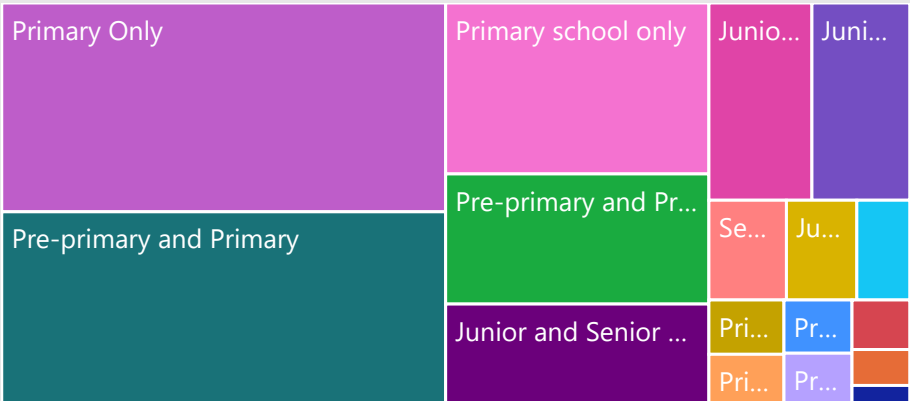 Primary Only
Pre-primary and Primary
Primary school only
Pre-primary and Pr...
Junior and Senior ...
Junio...
Juni...
Se...
Ju...
Pri...
Pr...
Pri...
Pr...